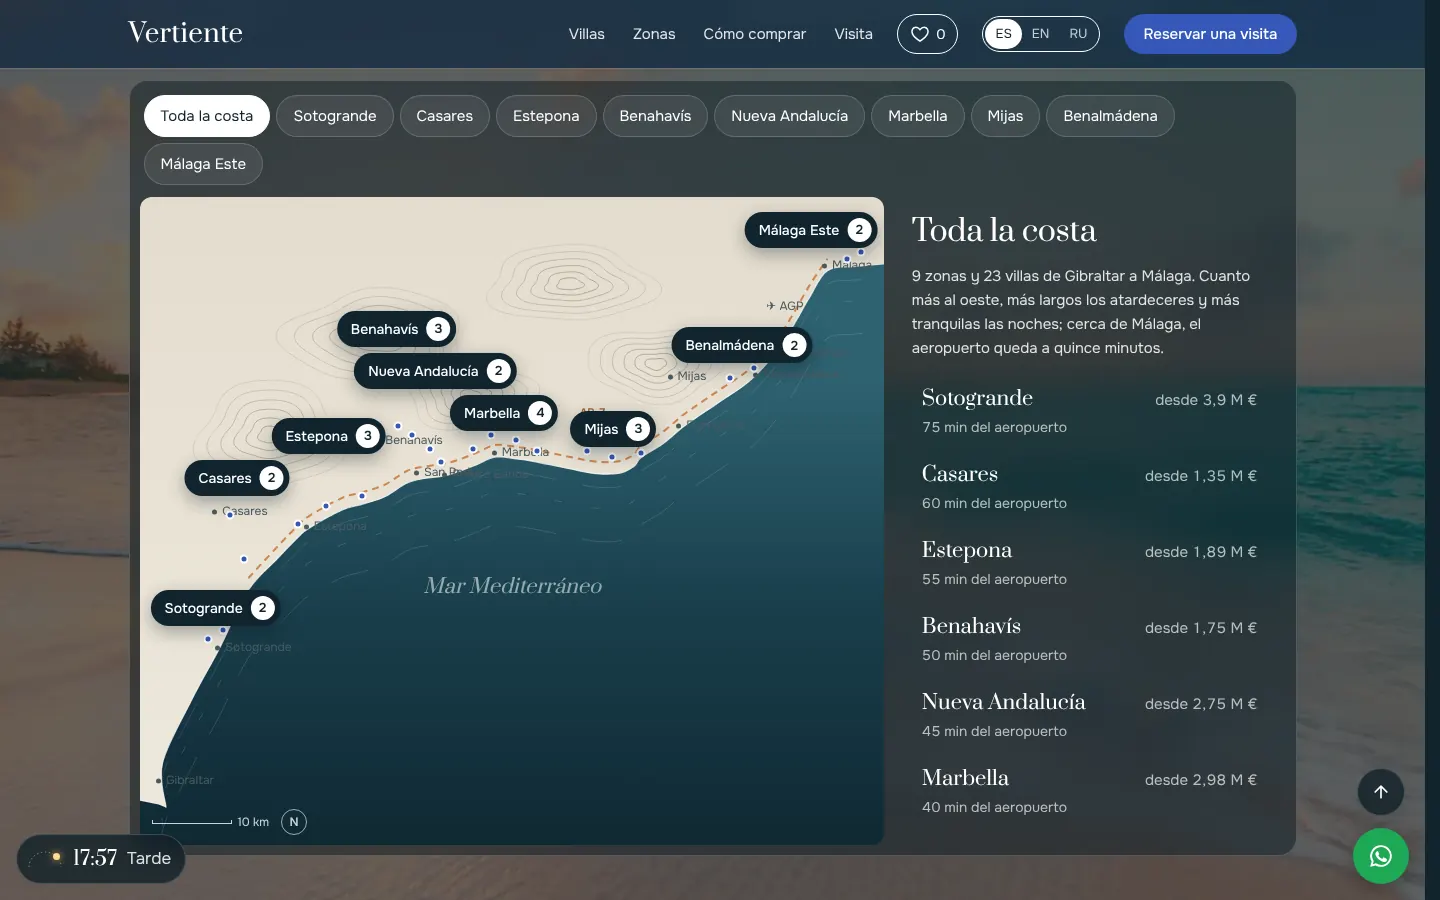 Vertiente
Villas
Zonas
Cómo comprar
Visita
0
ES EN RU
Reservar una visita
Toda la costa
Sotogrande
Casares
Estepona
Benahavís
Nueva Andalucía
Marbella
Mijas
Benalmádena
Málaga Este
Málaga Este 2
Málaga
AGP
Benahavís 3
Benalmádena 2
Nueva Andalucía 2
Mijas
Marbella 4
Mijas 3
Estepona 3
Benahavís
Marbella
Casares 2
Casares
Estepona
Mar Mediterráneo
Sotogrande 2
Sotogrande
Gibraltar
10 km
N
Toda la costa
9 zonas y 23 villas de Gibraltar a Málaga. Cuanto
más al oeste, más largos los atardeceres y más
tranquilas las noches; cerca de Málaga, el
aeropuerto queda a quince minutos.
Sotogrande desde 3,9 M €
75 min del aeropuerto
Casares desde 1,35 M €
60 min del aeropuerto
Estepona desde 1,89 M €
55 min del aeropuerto
Benahavís desde 1,75 M €
50 min del aeropuerto
Nueva Andalucía desde 2,75 M €
45 min del aeropuerto
Marbella desde 2,98 M €
40 min del aeropuerto
17:57 Tarde